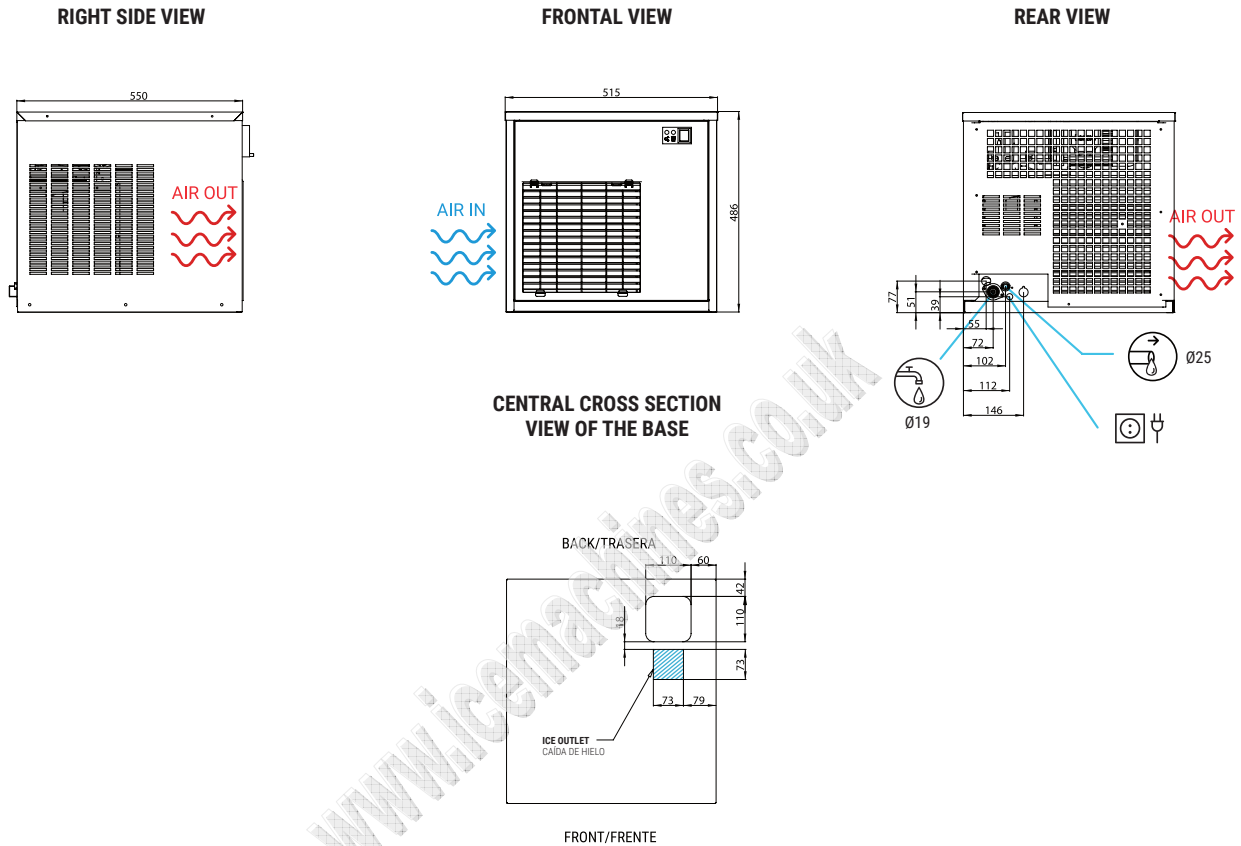 RIGHT SIDE VIEW
FRONTAL VIEW
REAR VIEW
550
515
AIR OUT
AIR IN
486
AIR OUT
77
51
39
55
72
102
112
146
Ø19
Ø25
CENTRAL CROSS SECTION
VIEW OF THE BASE
BACK/TRASERA
110
60
42
110
18
73
73
79
ICE OUTLET
CAÍDA DE HIELO
FRONT/FRENTE
www.icemachines.co.uk